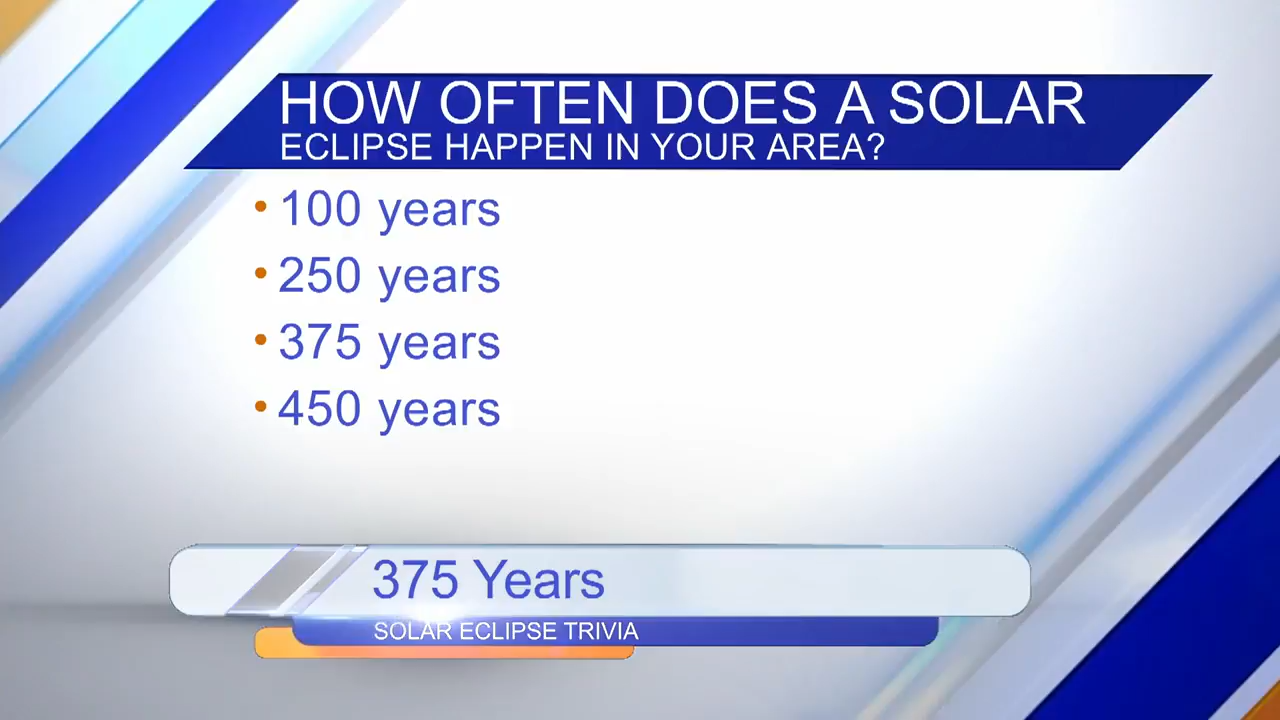 HOW OFTEN DOES A SOLAR
ECLIPSE HAPPEN IN YOUR AREA?
• 100 years
• 250 years
• 375 years
• 450 years
375 Years
SOLAR ECLIPSE TRIVIA